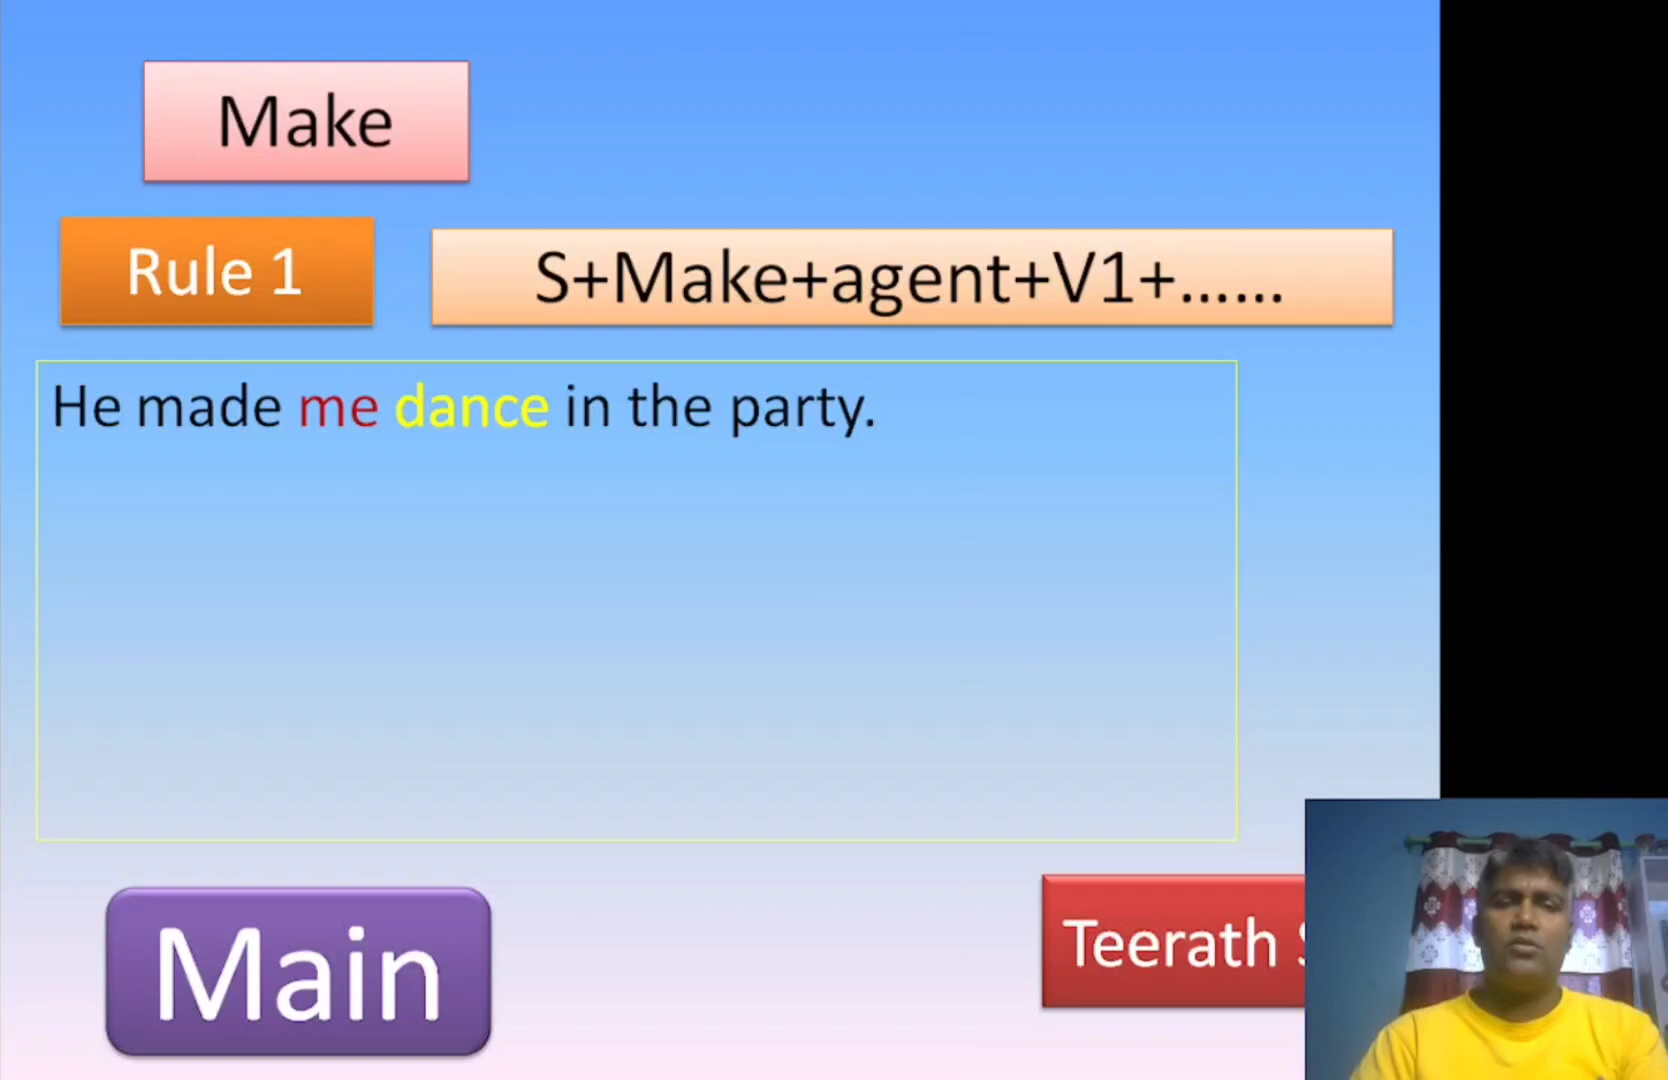 Make
Rule 1
S+Make+agent+V1+......
He made me dance in the party.
Main
Teerath